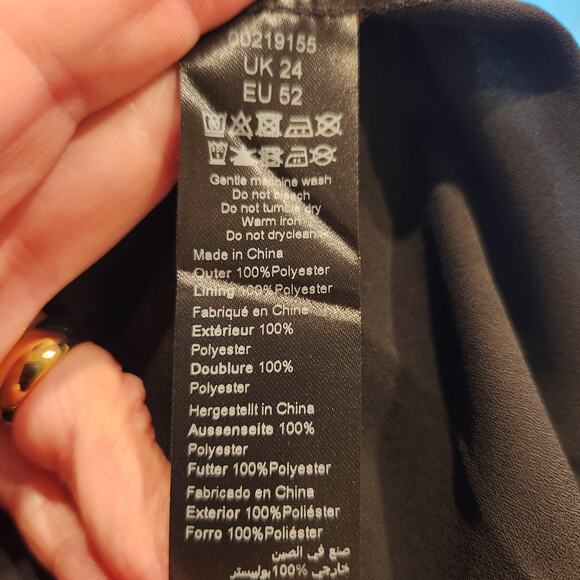 00219155
UK 24
EU 52
Gentle machine wash
Do not bleach
Do not tumble dry
Warm iron
Do not dryclean
Made in China
Outer 100%Polyester
Lining 100%Polyester
Fabriqué en Chine
Extérieur 100%
Polyester
Doublure 100%
Polyester
Hergestellt in China
Aussenseite 100%
Polyester
Futter 100%Polyester
Fabricado en China
Exterior 100%Poliéster
Forro 100%Poliéster
صنع في الصين
خارجي 100%بوليستر